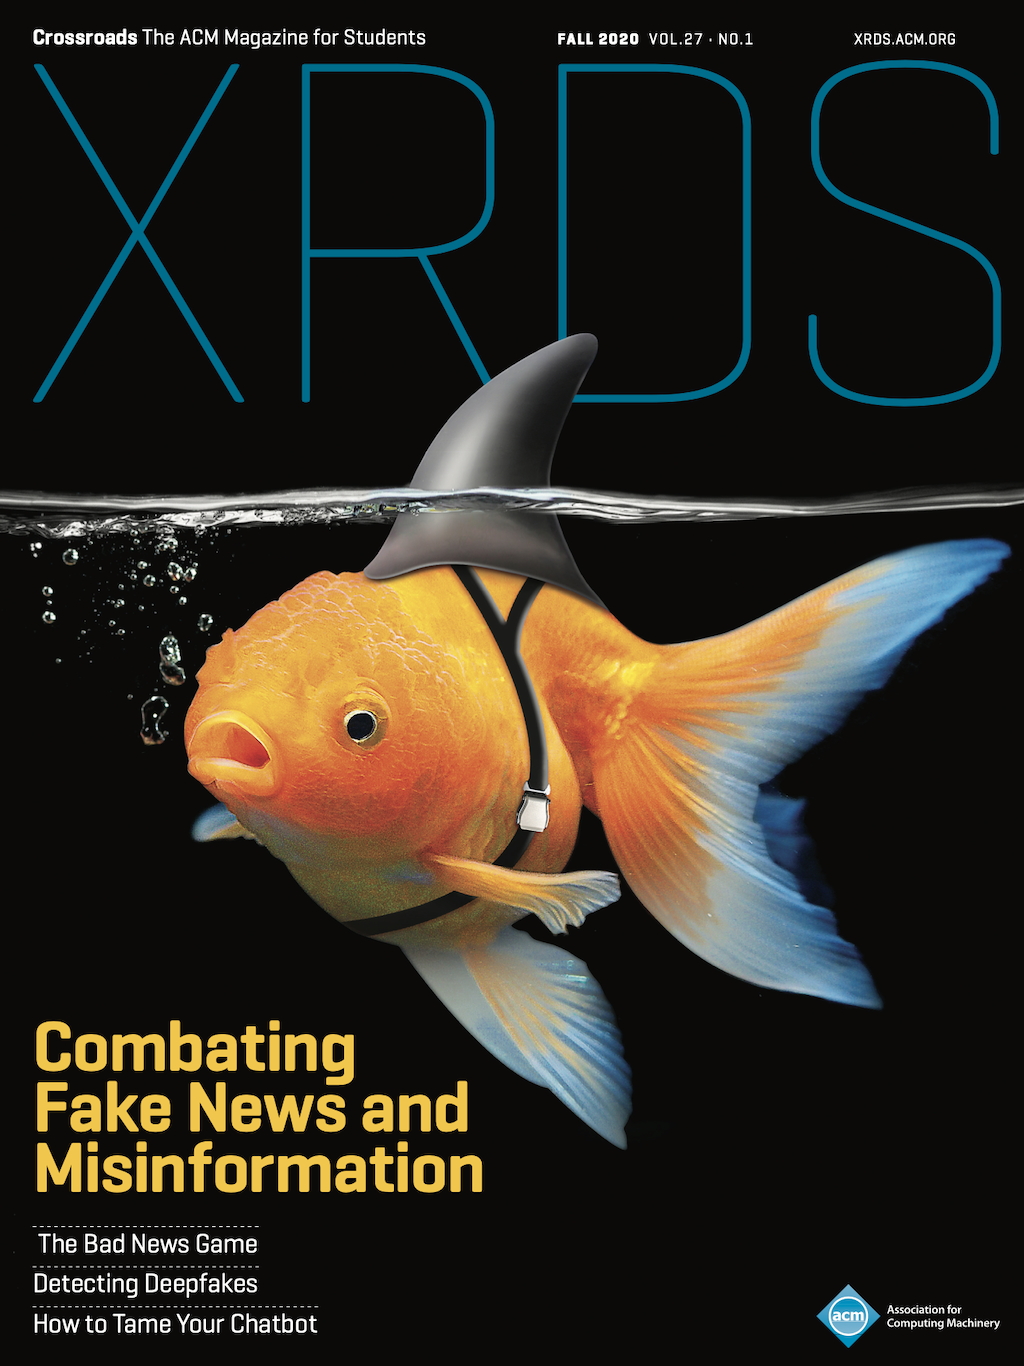 Crossroads The ACM Magazine for Students
FALL 2020 VOL.27 · NO.1
XRDS.ACM.ORG
XRDS
Combating
Fake News and
Misinformation
The Bad News Game
Detecting Deepfakes
How to Tame Your Chatbot
acm
Association for
Computing Machinery